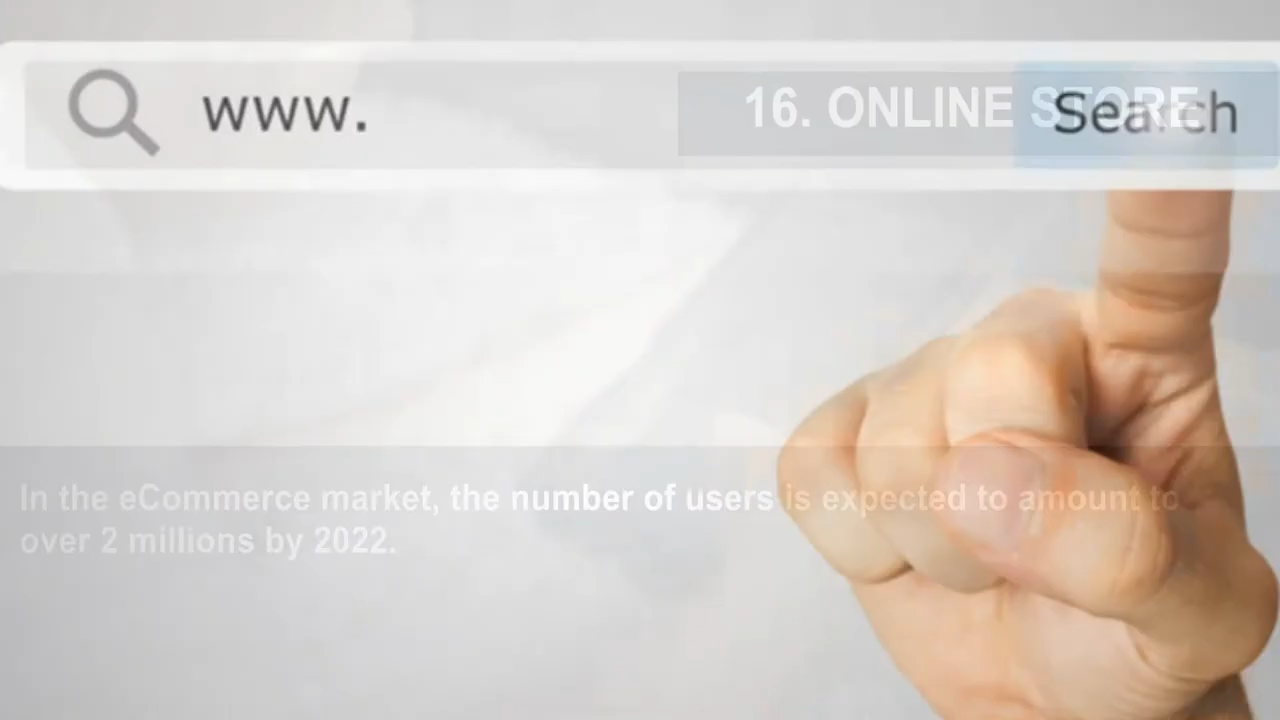 www.
16. ONLINE STORE
Search
In the eCommerce market, the number of users is expected to amount to
over 2 millions by 2022.